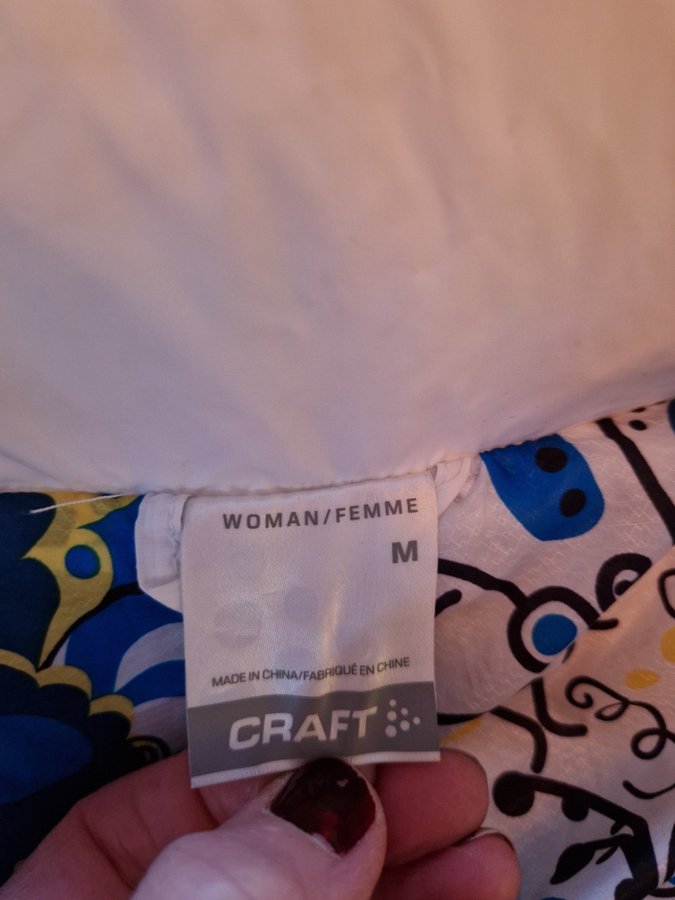 WOMAN/FEMME
M
MADE IN CHINA/FABRIQUÉ EN CHINE
CRAFT